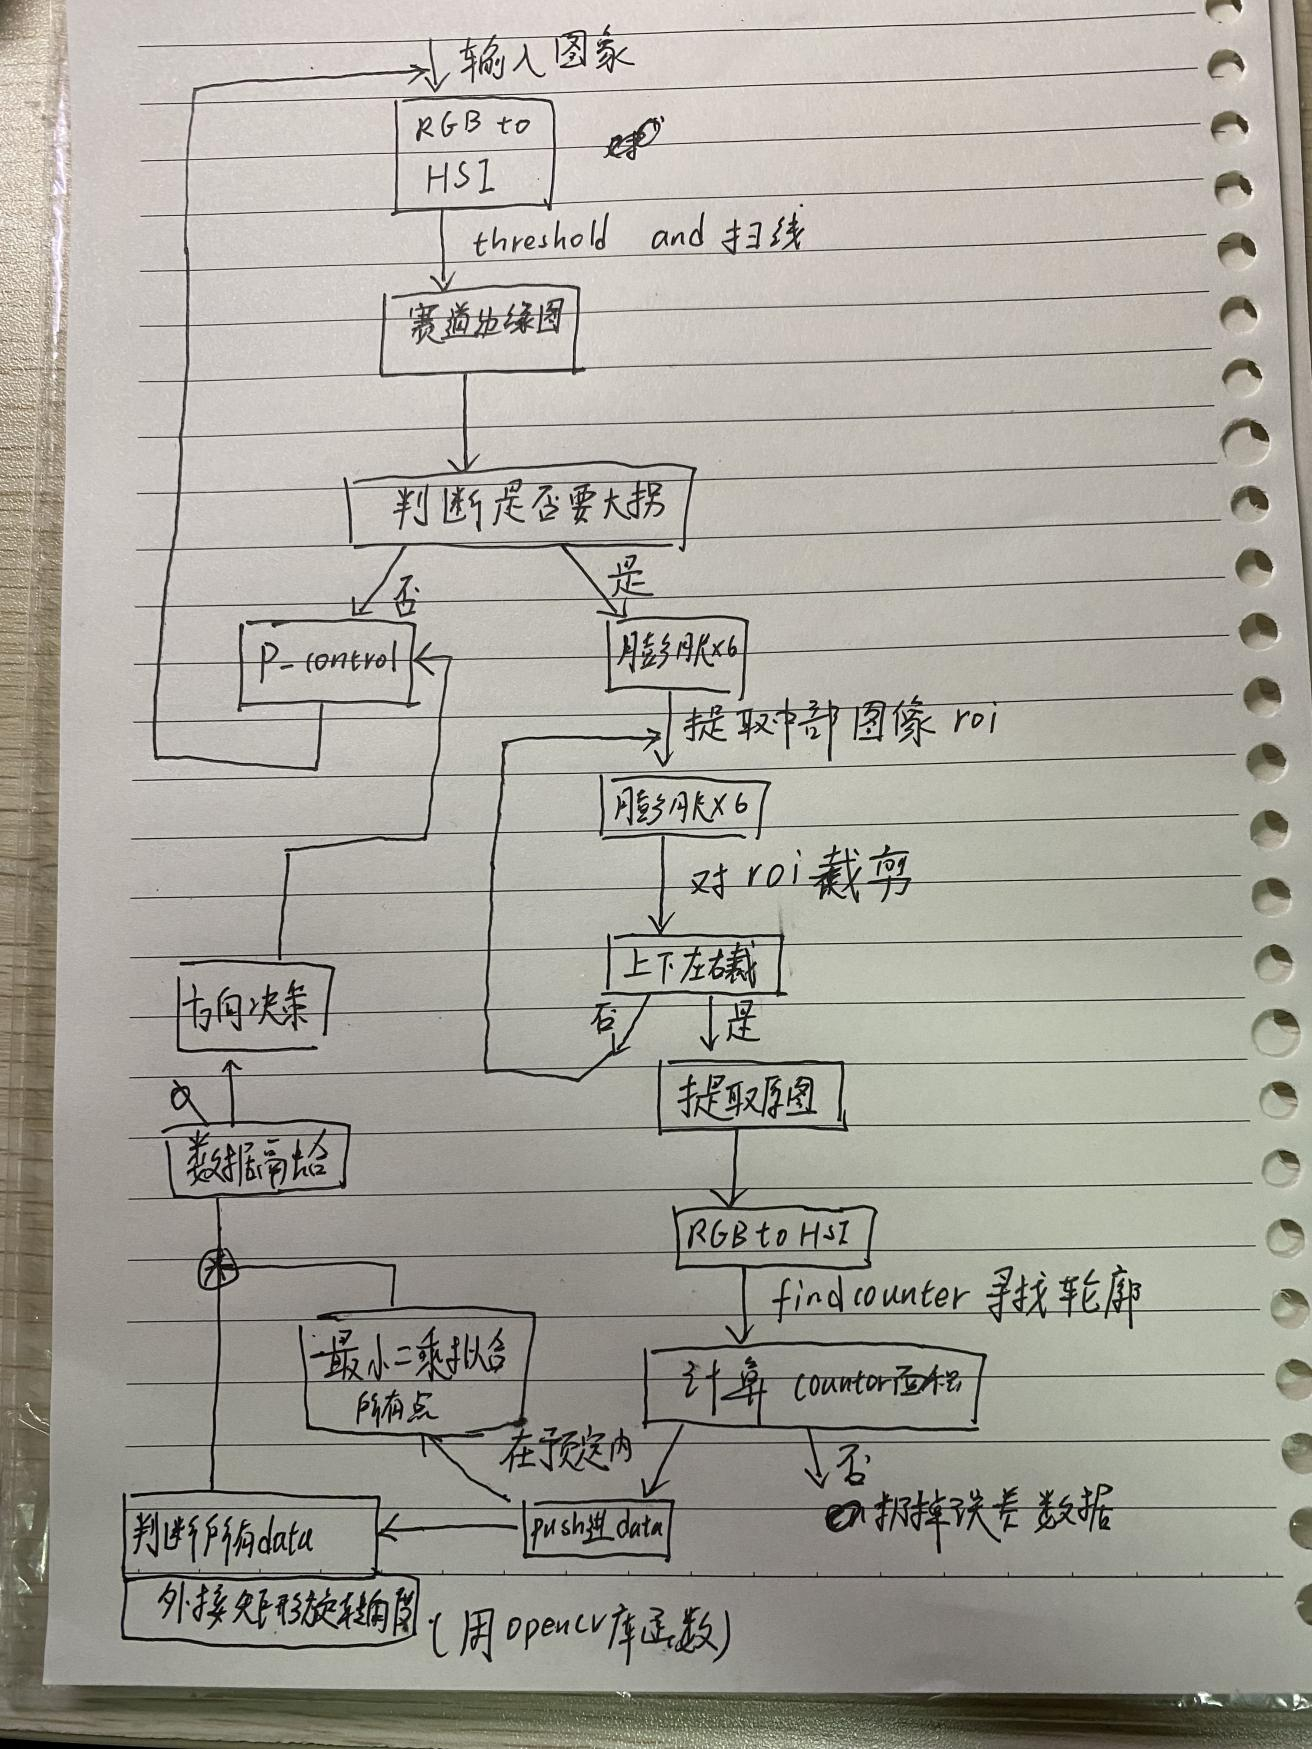 输入图象
RGB to
HSI
threshold and 扫线
赛道边缘图
判断是否要大拐
否
是
P-control
膨胀×6
提取中部图像 roi
膨胀×6
对 roi 裁剪
上下左右裁
否
是
方向决策
提取原图
数据
RGB to HSI
findcounter 寻找轮廓
最小二乘拟合
所有点
计算 counter面积
在预定内
否
扔掉误差数据
push进data
判断所有data
外接矩形旋转角度
(用opencv库函数)